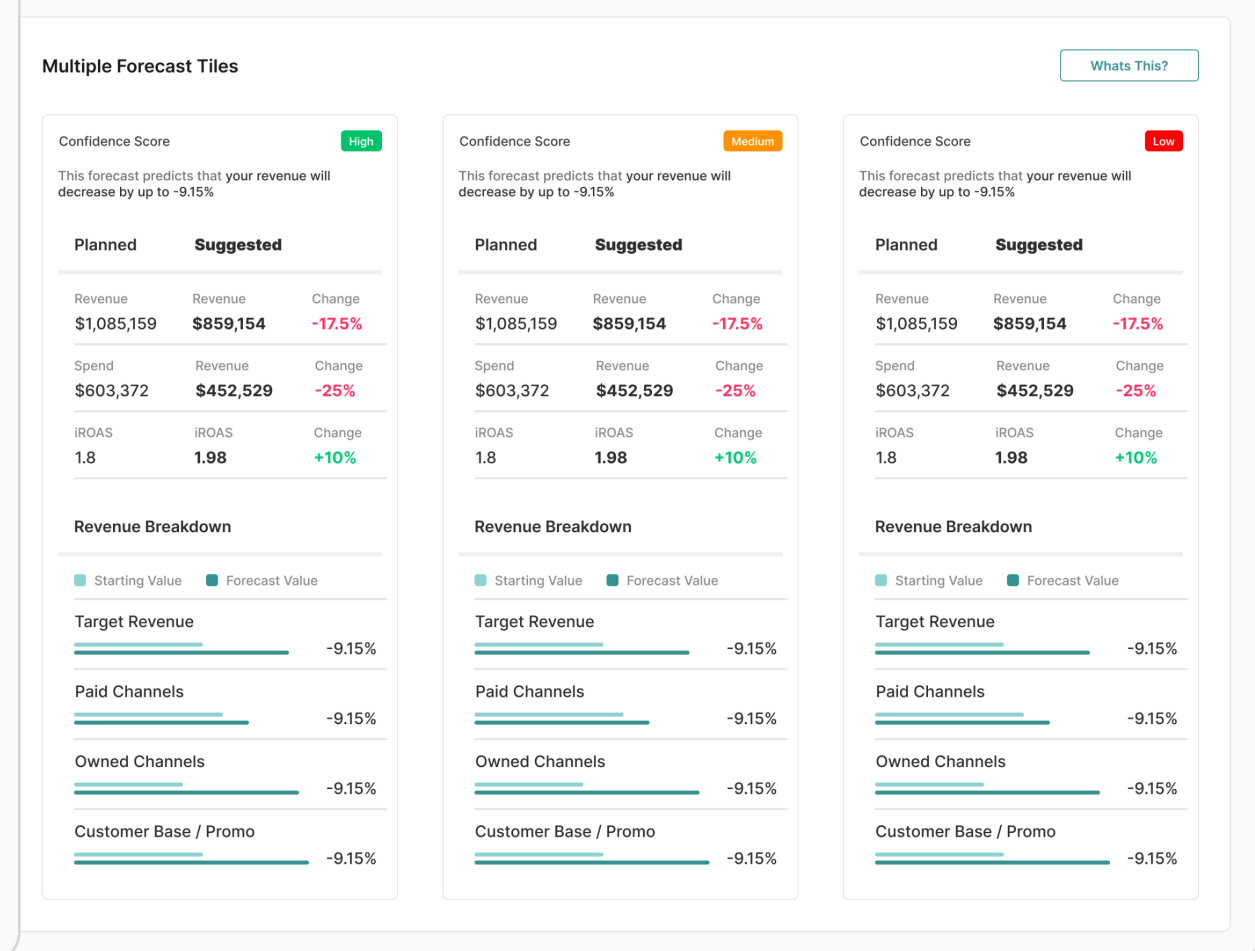 Multiple Forecast Tiles
Whats This?
Confidence Score High
This forecast predicts that your revenue will
decrease by up to -9.15%
Planned Suggested
Revenue Revenue Change
$1,085,159 $859,154 -17.5%
Spend Revenue Change
$603,372 $452,529 -25%
iROAS iROAS Change
1.8 1.98 +10%
Revenue Breakdown
Starting Value Forecast Value
Target Revenue
-9.15%
Paid Channels
-9.15%
Owned Channels
-9.15%
Customer Base / Promo
-9.15%
Confidence Score Medium
This forecast predicts that your revenue will
decrease by up to -9.15%
Planned Suggested
Revenue Revenue Change
$1,085,159 $859,154 -17.5%
Spend Revenue Change
$603,372 $452,529 -25%
iROAS iROAS Change
1.8 1.98 +10%
Revenue Breakdown
Starting Value Forecast Value
Target Revenue
-9.15%
Paid Channels
-9.15%
Owned Channels
-9.15%
Customer Base / Promo
-9.15%
Confidence Score Low
This forecast predicts that your revenue will
decrease by up to -9.15%
Planned Suggested
Revenue Revenue Change
$1,085,159 $859,154 -17.5%
Spend Revenue Change
$603,372 $452,529 -25%
iROAS iROAS Change
1.8 1.98 +10%
Revenue Breakdown
Starting Value Forecast Value
Target Revenue
-9.15%
Paid Channels
-9.15%
Owned Channels
-9.15%
Customer Base / Promo
-9.15%